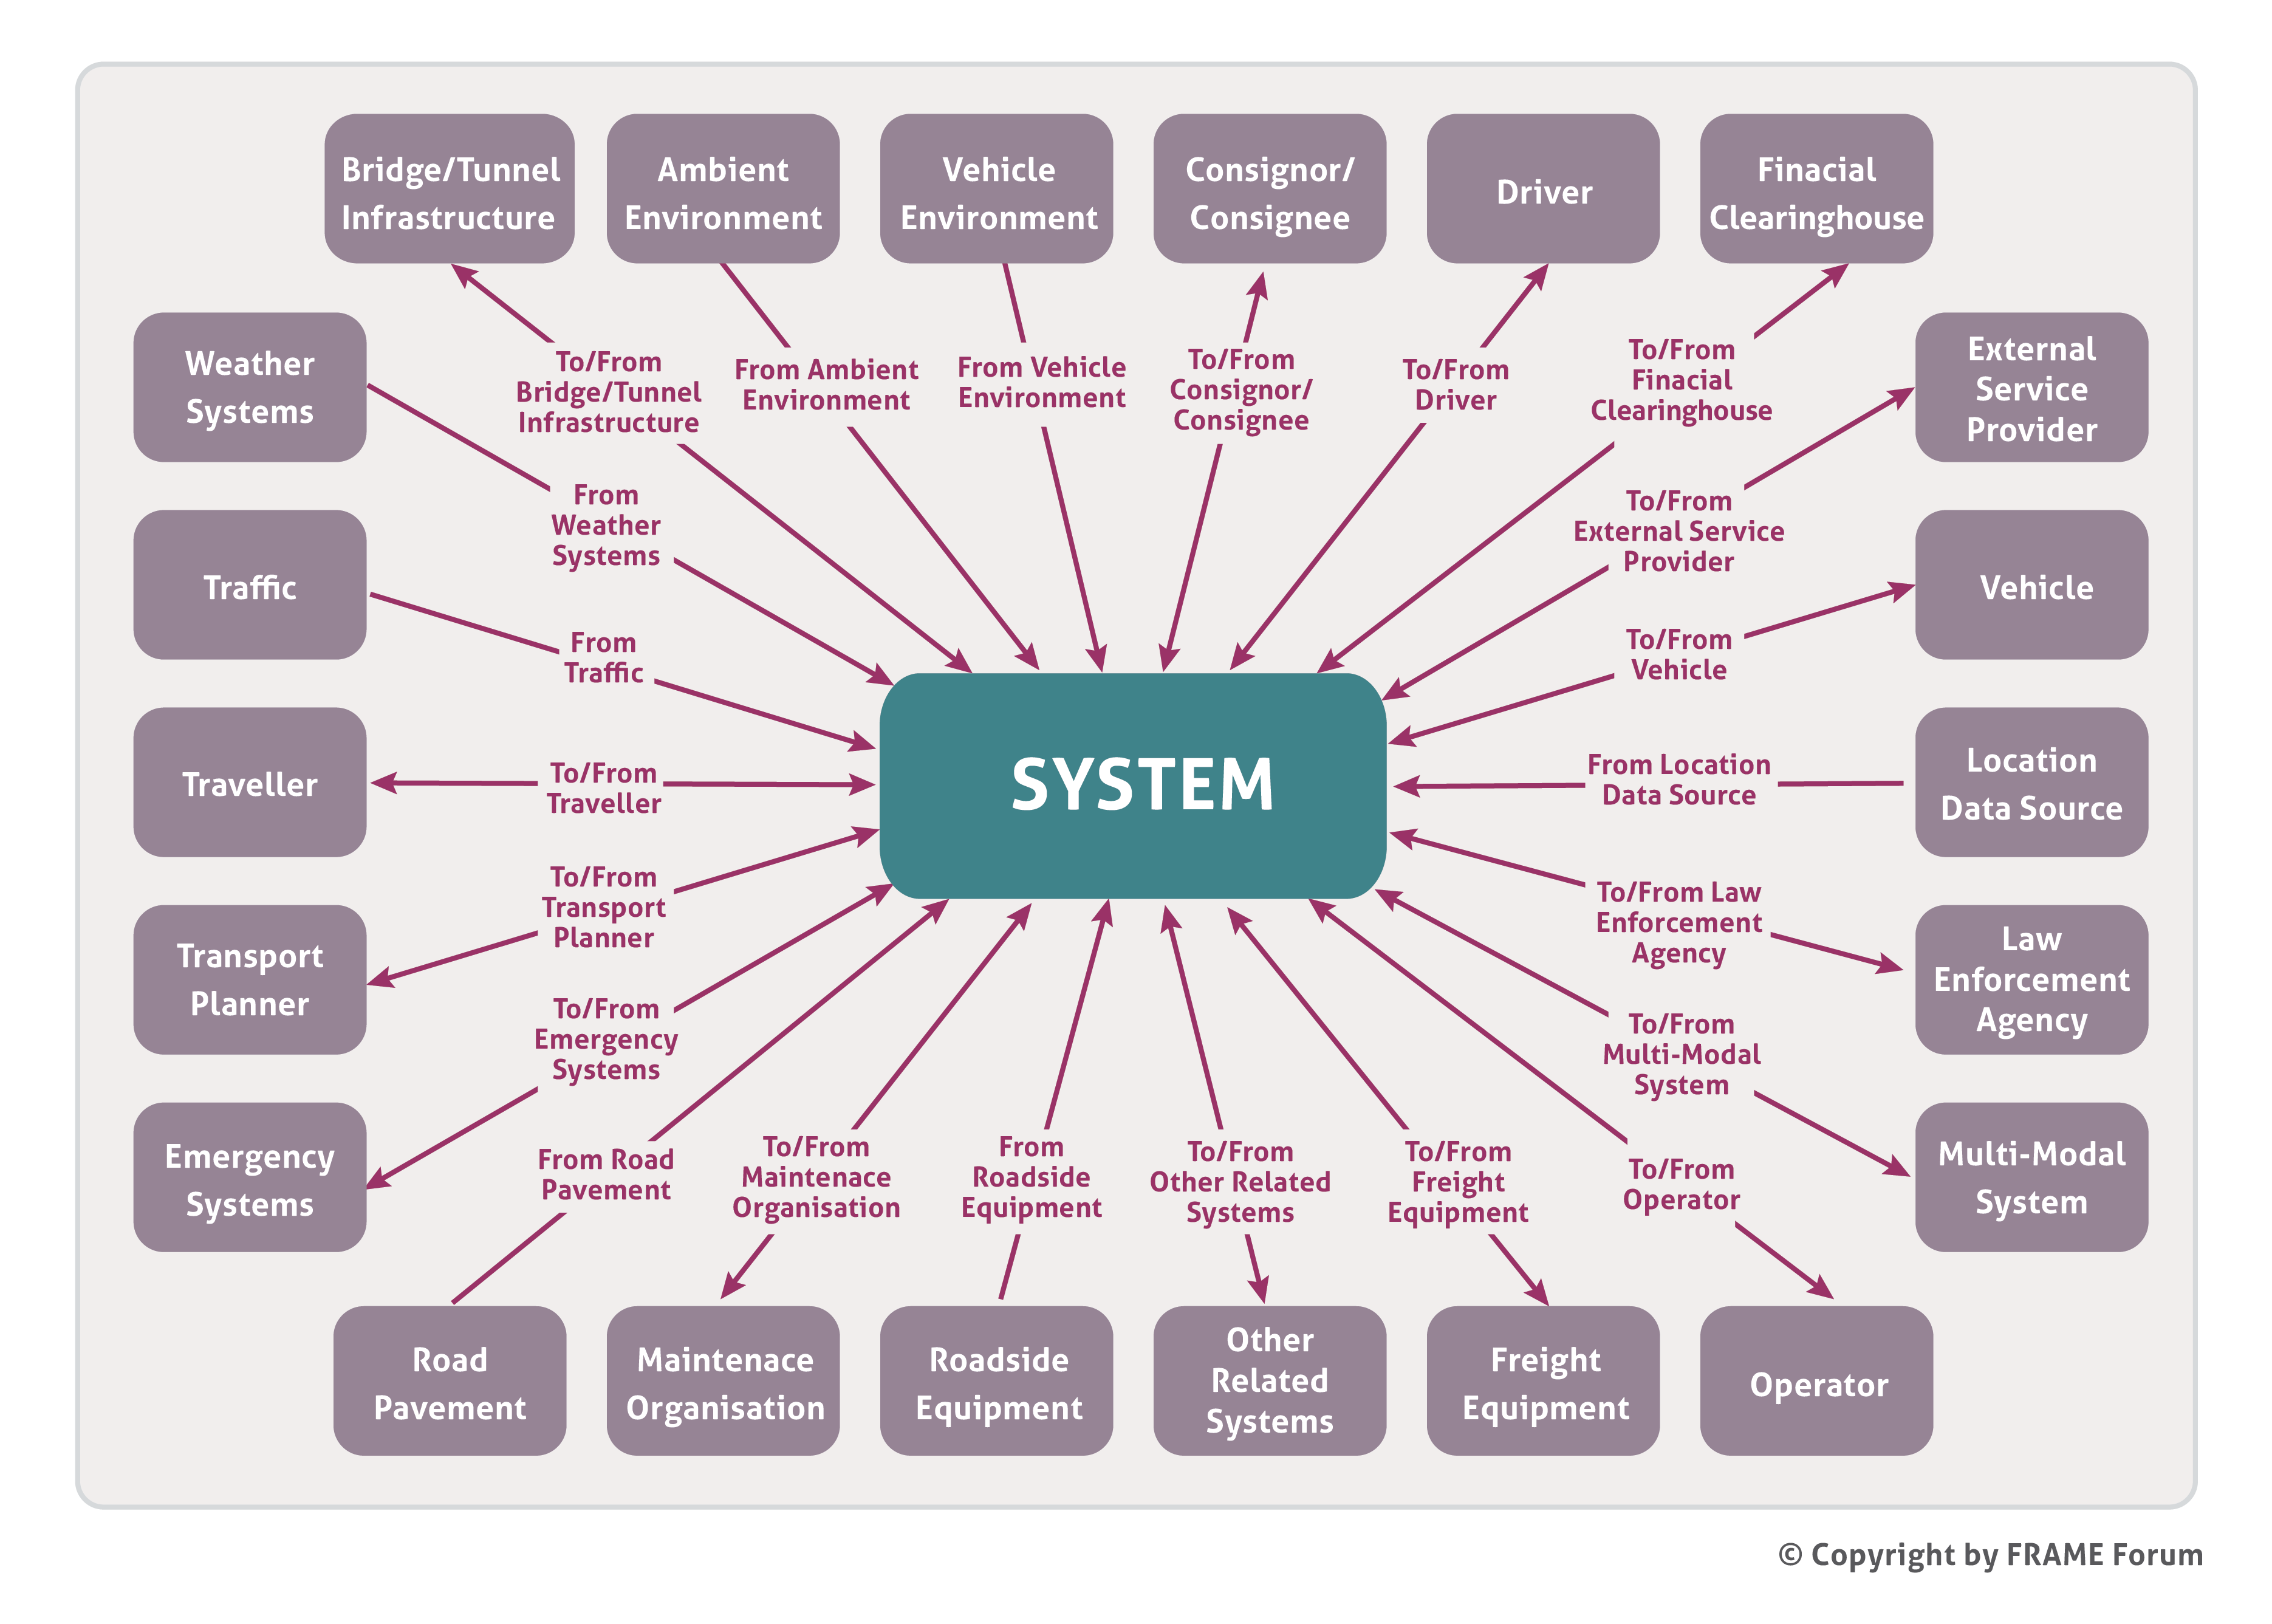 Bridge/Tunnel
Infrastructure
Ambient
Environment
Vehicle
Environment
Consignor/
Consignee
Driver
Finacial
Clearinghouse
Weather
Systems
To/From
Bridge/Tunnel
Infrastructure
From Ambient
Environment
From Vehicle
Environment
To/From
Consignor/
Consignee
To/From
Driver
To/From
Finacial
Clearinghouse
External
Service
Provider
From
Weather
Systems
To/From
External Service
Provider
Traffic
From
Traffic
To/From
Vehicle
Vehicle
Traveller
To/From
Traveller
SYSTEM
From Location
Data Source
Location
Data Source
Transport
Planner
To/From
Transport
Planner
To/From Law
Enforcement
Agency
Law
Enforcement
Agency
To/From
Emergency
Systems
To/From
Multi-Modal
System
Emergency
Systems
From Road
Pavement
To/From
Maintenace
Organisation
From
Roadside
Equipment
To/From
Other Related
Systems
To/From
Freight
Equipment
To/From
Operator
Multi-Modal
System
Road
Pavement
Maintenace
Organisation
Roadside
Equipment
Other
Related
Systems
Freight
Equipment
Operator
© Copyright by FRAME Forum